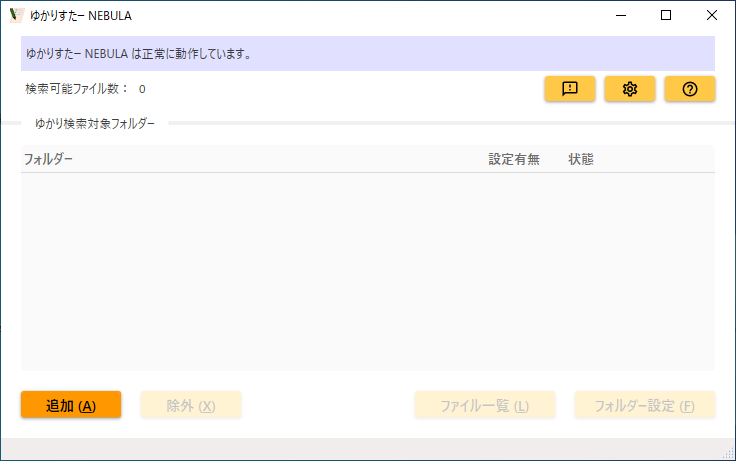 ゆかりすたー NEBULA
ゆかりすたー NEBULA は正常に動作しています。
検索可能ファイル数： 0
ゆかり検索対象フォルダー
フォルダー 設定有無 状態
追加 (A) 除外 (X) ファイル一覧 (L) フォルダー設定 (F)